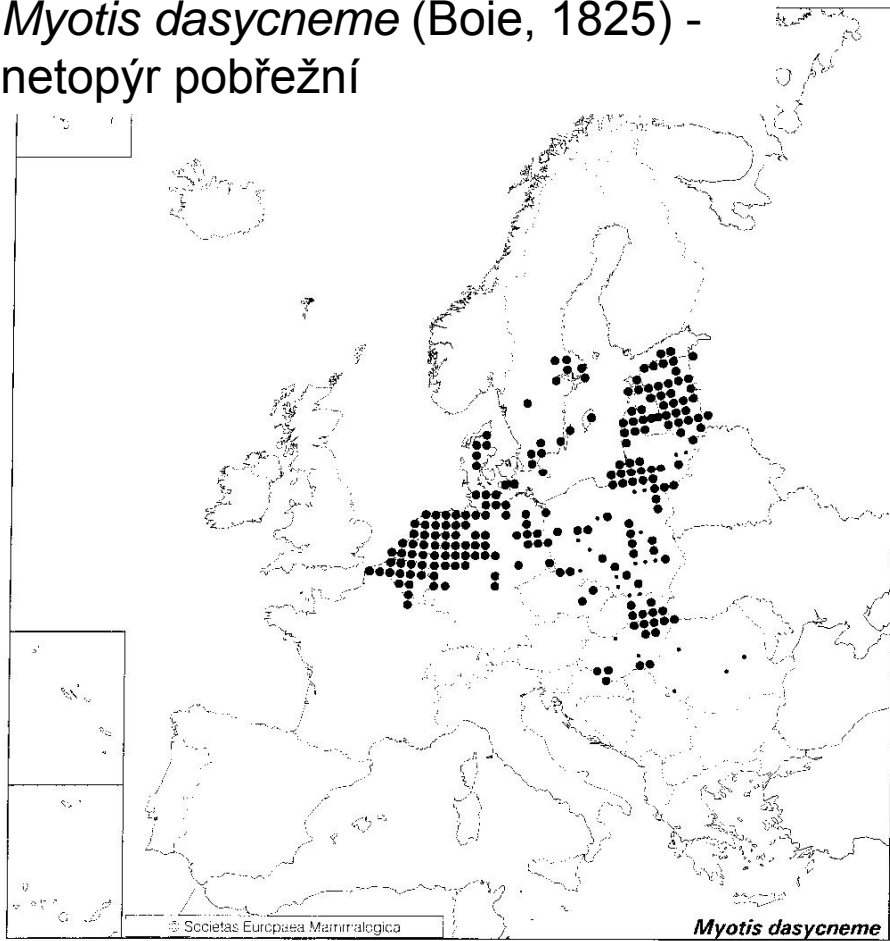 Myotis dasycneme (Boie, 1825) -
netopýr pobřežní
© Societas Europaea Mammalogica
Myotis dasycneme